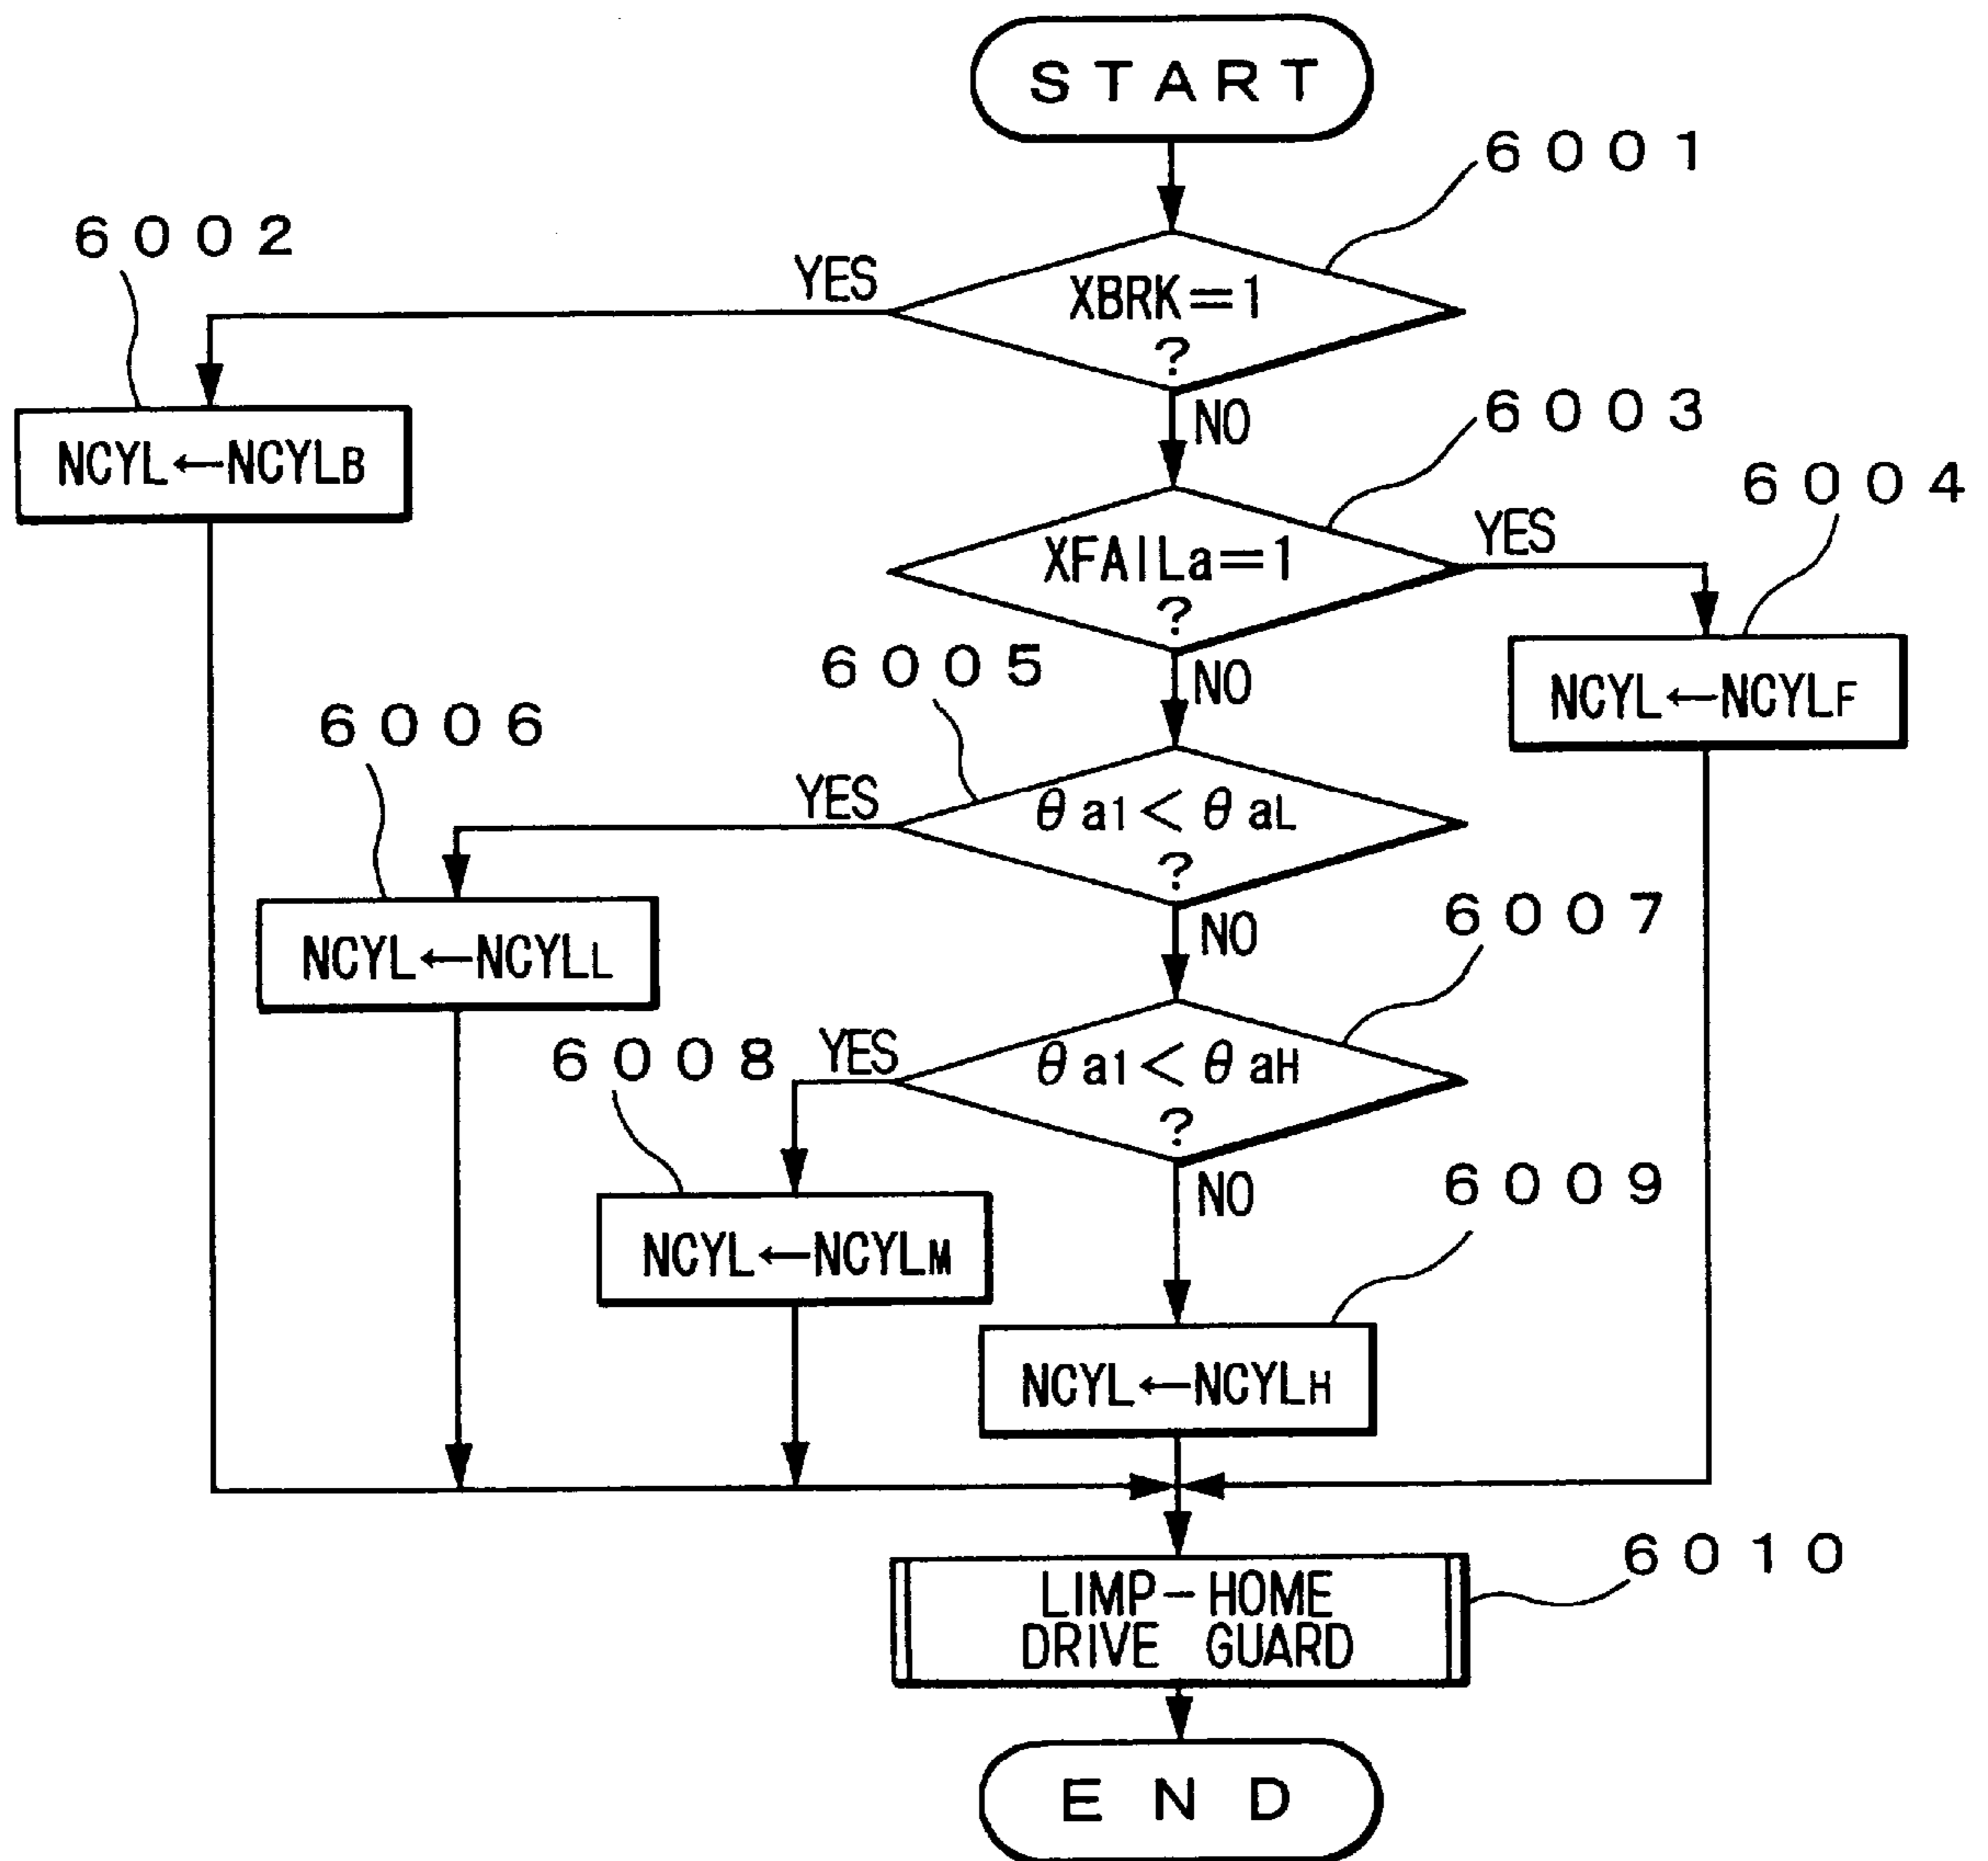 START
6001
6002
YES
XBRK=1
?
NO
6003
NCYL←NCYLB
6004
YES
XFAILa=1
?
NO
6005
NCYL←NCYLF
6006
YES
θa1<θaL
?
NO
6007
NCYL←NCYLL
6008
YES
θa1<θaH
?
NO
6009
NCYL←NCYLM
NCYL←NCYLH
6010
LIMP-HOME
DRIVE GUARD
END